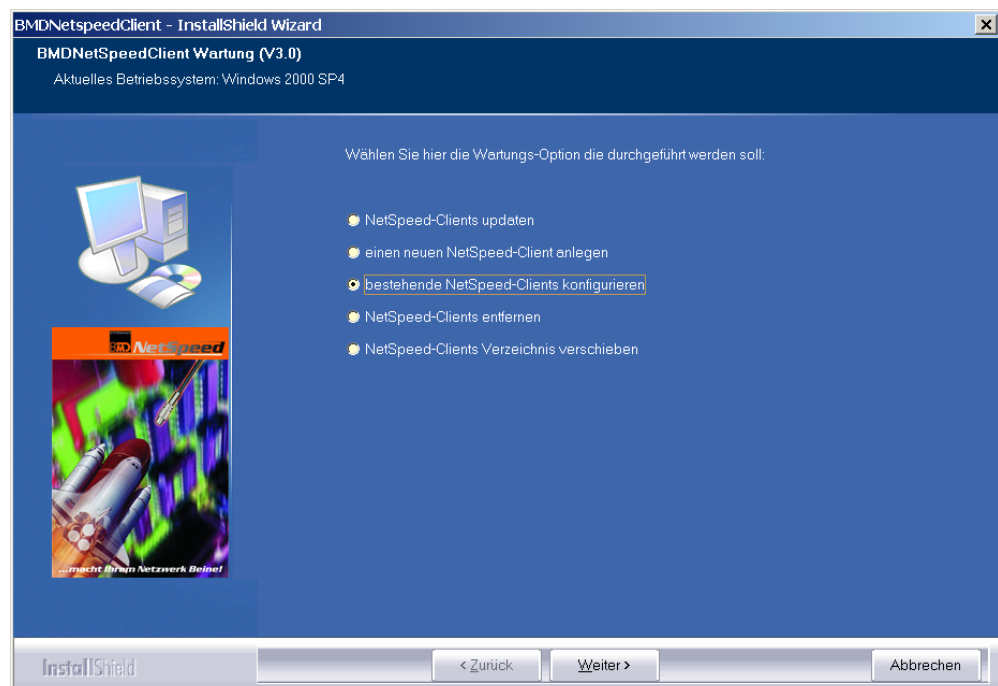 BMDNetspeedClient - InstallShield Wizard
BMDNetSpeedClient Wartung (V3.0)
Aktuelles Betriebssystem: Windows 2000 SP4
Wählen Sie hier die Wartungs-Option die durchgeführt werden soll:
NetSpeed-Clients updaten
einen neuen NetSpeed-Client anlegen
bestehende NetSpeed-Clients konfigurieren
NetSpeed-Clients entfernen
NetSpeed-Clients Verzeichnis verschieben
BMD NetSpeed
...macht Ihrem Netzwerk Beine!
InstallShield
< Zurück
Weiter >
Abbrechen